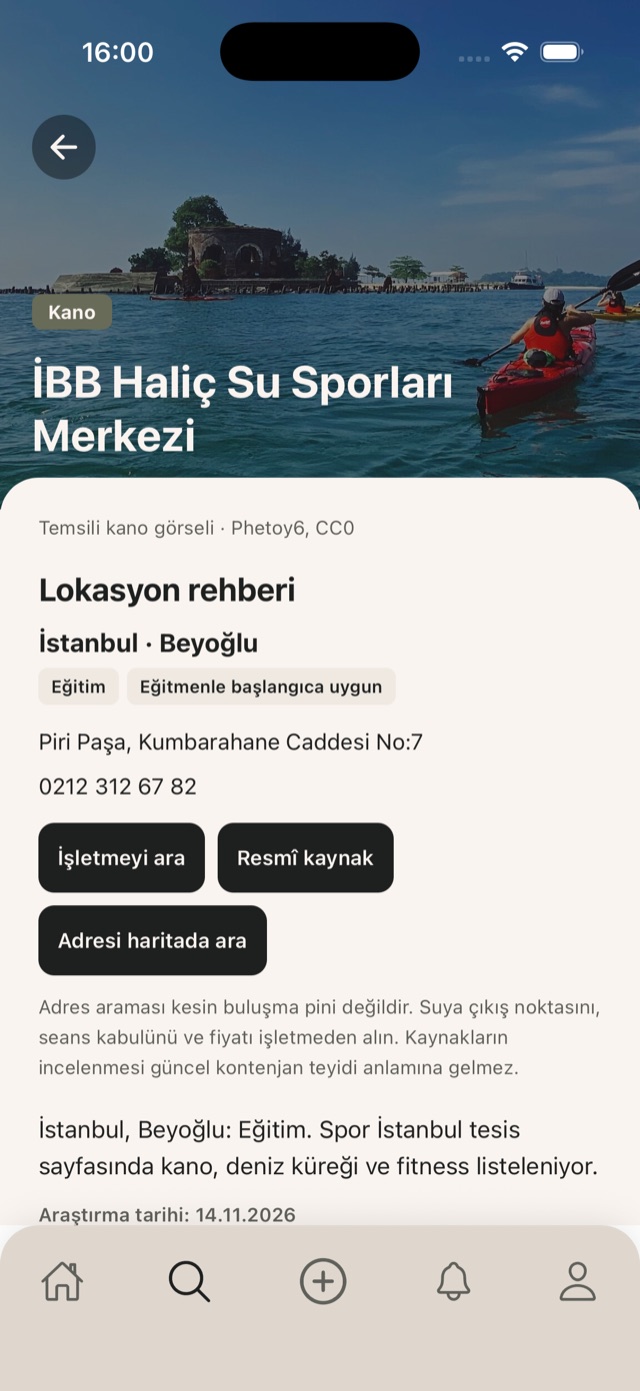 16:00
Kano
İBB Haliç Su Sporları
Merkezi
Temsili kano görseli · Phetoy6, CC0
Lokasyon rehberi
İstanbul · Beyoğlu
Eğitim
Eğitmenle başlangıca uygun
Piri Paşa, Kumbarahane Caddesi No:7
0212 312 67 82
İşletmeyi ara
Resmî kaynak
Adresi haritada ara
Adres araması kesin buluşma pini değildir. Suya çıkış noktasını,
seans kabulünü ve fiyatı işletmeden alın. Kaynakların
incelenmesi güncel kontenjan teyidi anlamına gelmez.
İstanbul, Beyoğlu: Eğitim. Spor İstanbul tesis
sayfasında kano, deniz küreği ve fitness listeleniyor.
Araştırma tarihi: 14.11.2026